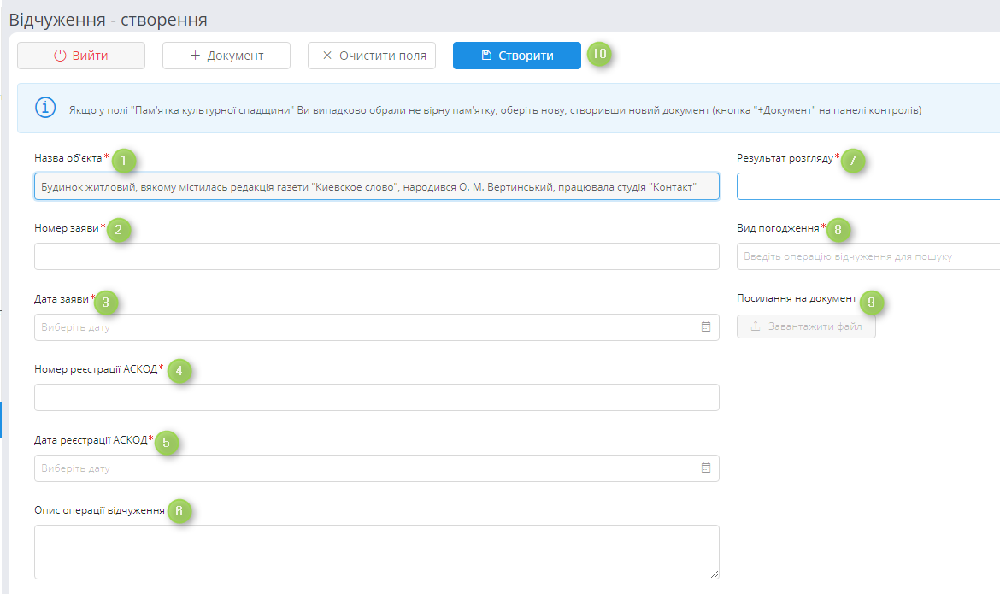 Відчуження - створення
Вийти
Документ
Очистити поля
Створити
10
Якщо у полі "Пам'ятка культурної спадщини" Ви випадково обрали не вірну пам'ятку, оберіть нову, створивши новий документ (кнопка "+Документ" на панелі контролів)
Назва об'єкта* 1
Будинок житловий, вякому містилась редакція газети "Киевское слово", народився О. М. Вертинський, працювала студія "Контакт"
Номер заяви* 2
Дата заяви* 3
Виберіть дату
Номер реєстрації АСКОД* 4
Дата реєстрації АСКОД* 5
Виберіть дату
Опис операції відчуження 6
Результат розгляду* 7
Вид погодження* 8
Введіть операцію відчуження для пошуку
Посилання на документ 9
Завантажити файл